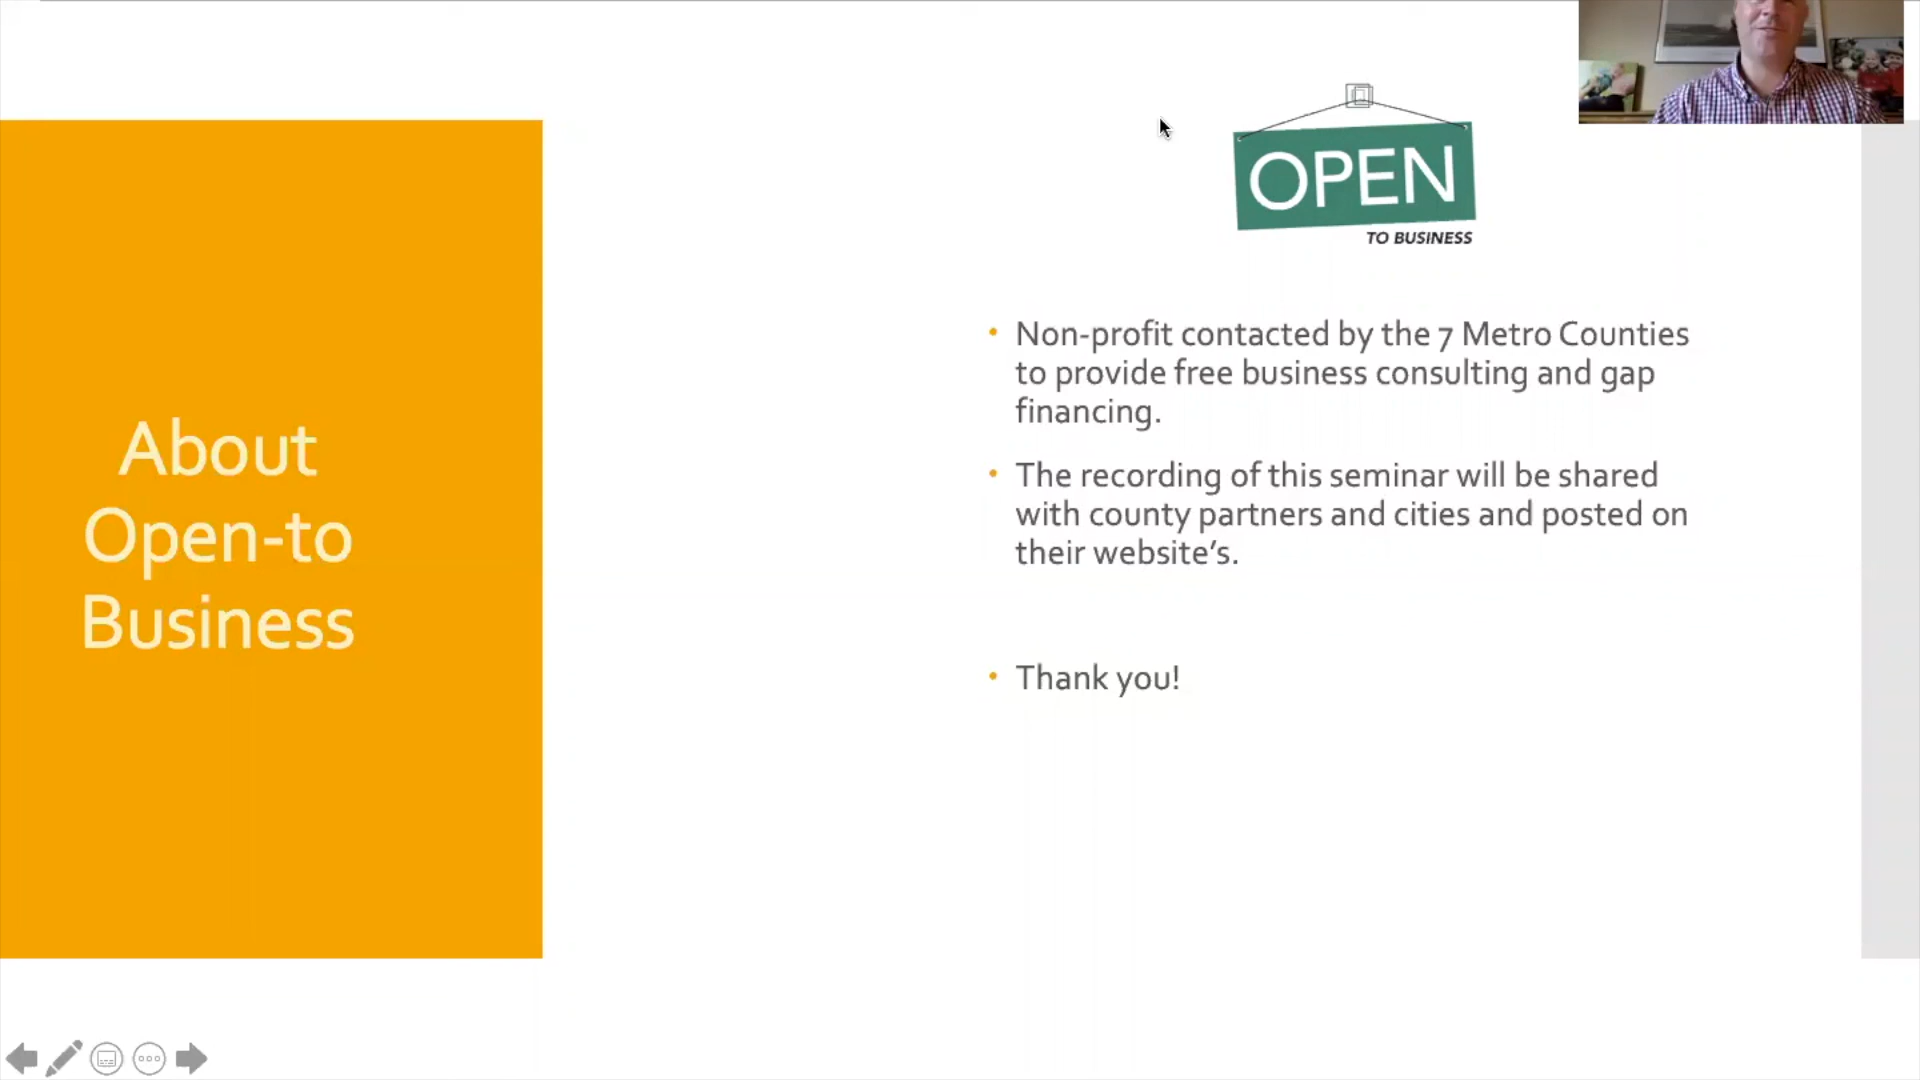 About
Open-to
Business
OPEN
TO BUSINESS
• Non-profit contacted by the 7 Metro Counties
to provide free business consulting and gap
financing.
• The recording of this seminar will be shared
with county partners and cities and posted on
their website’s.
• Thank you!